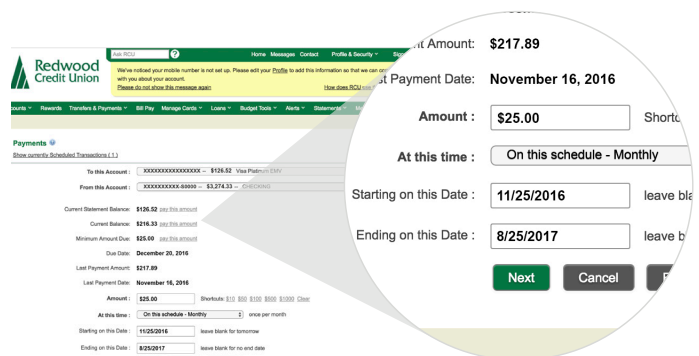 Ask RCU
?
Home Messages Contact Profile & Security
Redwood
Credit Union
We've noticed your mobile number is not set up. Please edit your Profile to add this information so that we can
with you about your account.
Please do not show this message again
How does RCU use
Rewards Transfers & Payments Bill Pay Manage Cards Loans Budget Tools Alerts Statements
Payments
Show currently Scheduled Transactions ( 1 )
To this Account : XXXXXXXXXXXXXXXX -- $126.52 Visa Platinum EMV
From this Account : XXXXXXXXXX-S0000 -- $3,274.33 -- CHECKING
Current Statement Balance: $126.52 pay this amount
Current Balance: $216.33 pay this amount
Minimum Amount Due: $25.00 pay this amount
Due Date: December 20, 2016
Last Payment Amount: $217.89
Last Payment Date: November 16, 2016
Amount : $25.00 Shortcuts: $10 $50 $100 $500 $1000 Clear
At this time : On this schedule - Monthly once per month
Starting on this Date : 11/25/2016 leave blank for tomorrow
Ending on this Date : 8/25/2017 leave blank for no end date
Amount: $217.89
Payment Date: November 16, 2016
Amount : $25.00
At this time : On this schedule - Monthly
Starting on this Date : 11/25/2016 leave
Ending on this Date : 8/25/2017 leave
Next Cancel